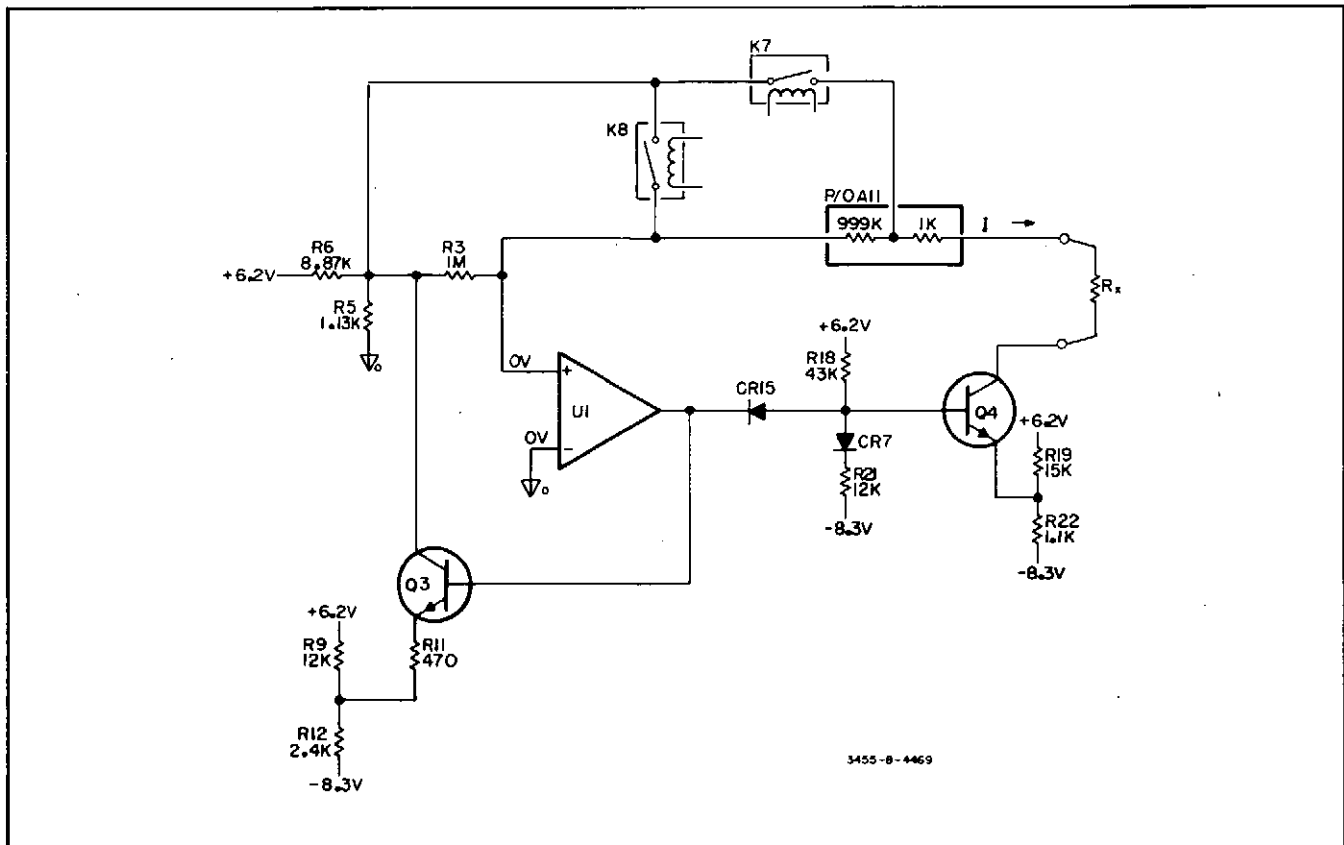 K7
K8
P/O A11
999K
1K
I
R6
8.87K
R3
1M
+6.2V
Rx
R5
1.13K
0V
+
U1
0V
-
CR15
+6.2V
R18
43K
CR7
R21
12K
-8.3V
Q4
+6.2V
R19
15K
R22
1.1K
-8.3V
Q3
+6.2V
R9
12K
R11
470
R12
2.4K
-8.3V
3455-B-4469